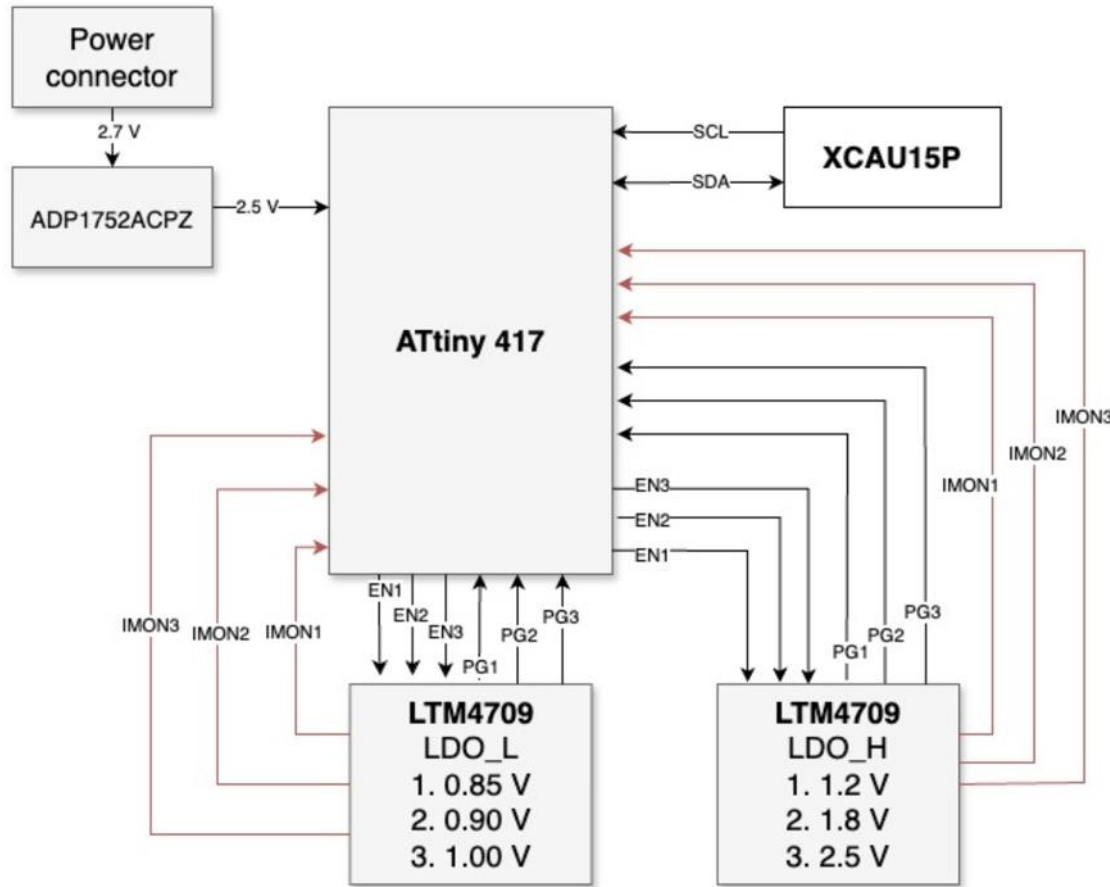 Power
connector
2.7 V
ADP1752ACPZ
2.5 V
ATtiny 417
SCL
SDA
XCAU15P
IMON3
IMON2
IMON1
EN3
EN2
EN1
PG3
PG2
PG1
IMON3
IMON2
IMON1
EN1
EN2
EN3
PG1
PG2
PG3
LTM4709
LDO_L
1. 0.85 V
2. 0.90 V
3. 1.00 V
LTM4709
LDO_H
1. 1.2 V
2. 1.8 V
3. 2.5 V